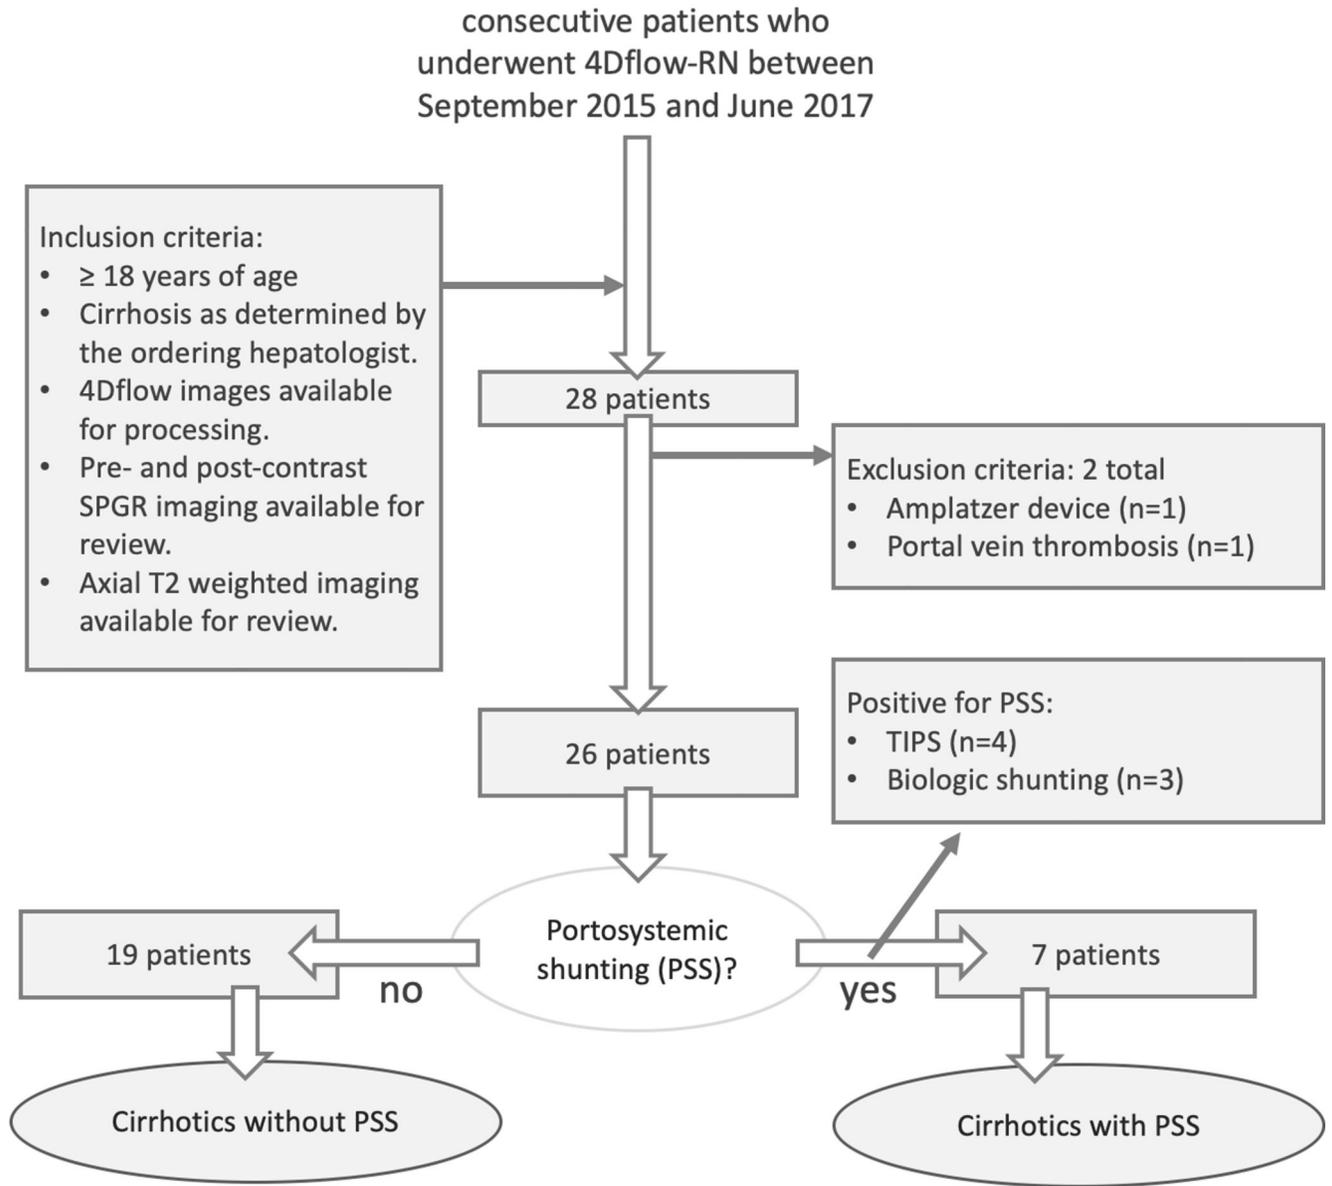 consecutive patients who
underwent 4Dflow-RN between
September 2015 and June 2017
Inclusion criteria:
• ≥ 18 years of age
• Cirrhosis as determined by
the ordering hepatologist.
• 4Dflow images available
for processing.
• Pre- and post-contrast
SPGR imaging available for
review.
• Axial T2 weighted imaging
available for review.
28 patients
Exclusion criteria: 2 total
• Amplatzer device (n=1)
• Portal vein thrombosis (n=1)
26 patients
Positive for PSS:
• TIPS (n=4)
• Biologic shunting (n=3)
Portosystemic
shunting (PSS)?
no
yes
19 patients
7 patients
Cirrhotics without PSS
Cirrhotics with PSS